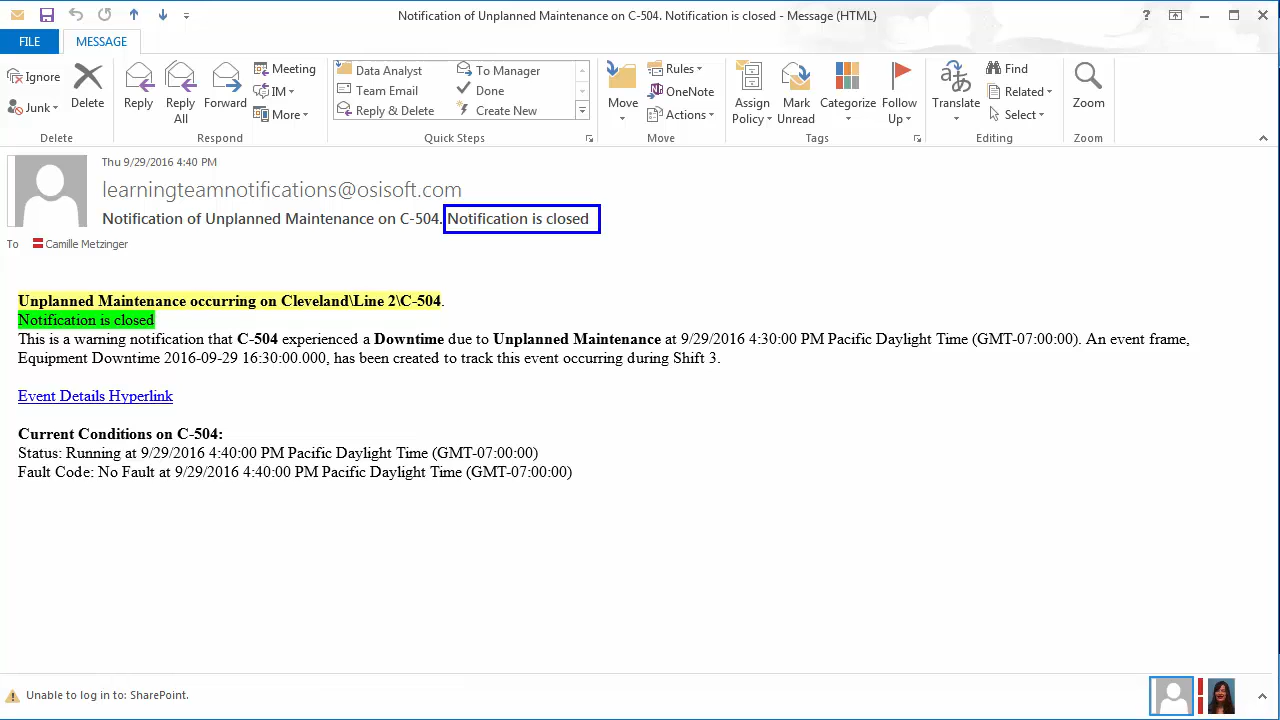 Notification of Unplanned Maintenance on C-504. Notification is closed - Message (HTML)
?
FILE
MESSAGE
Ignore
Junk
Delete
Reply
Reply All
Forward
Meeting
IM
More
Data Analyst
Team Email
Reply & Delete
To Manager
Done
Create New
Move
Rules
OneNote
Actions
Assign Policy
Mark Unread
Categorize
Follow Up
Translate
Find
Related
Select
Zoom
Delete
Respond
Quick Steps
Move
Tags
Editing
Zoom
Thu 9/29/2016 4:40 PM
learningteamnotifications@osisoft.com
Notification of Unplanned Maintenance on C-504. Notification is closed
To Camille Metzinger
Unplanned Maintenance occurring on Cleveland\Line 2\C-504.
Notification is closed
This is a warning notification that C-504 experienced a Downtime due to Unplanned Maintenance at 9/29/2016 4:30:00 PM Pacific Daylight Time (GMT-07:00:00). An event frame,
Equipment Downtime 2016-09-29 16:30:00.000, has been created to track this event occurring during Shift 3.
Event Details Hyperlink
Current Conditions on C-504:
Status: Running at 9/29/2016 4:40:00 PM Pacific Daylight Time (GMT-07:00:00)
Fault Code: No Fault at 9/29/2016 4:40:00 PM Pacific Daylight Time (GMT-07:00:00)
Unable to log in to: SharePoint.